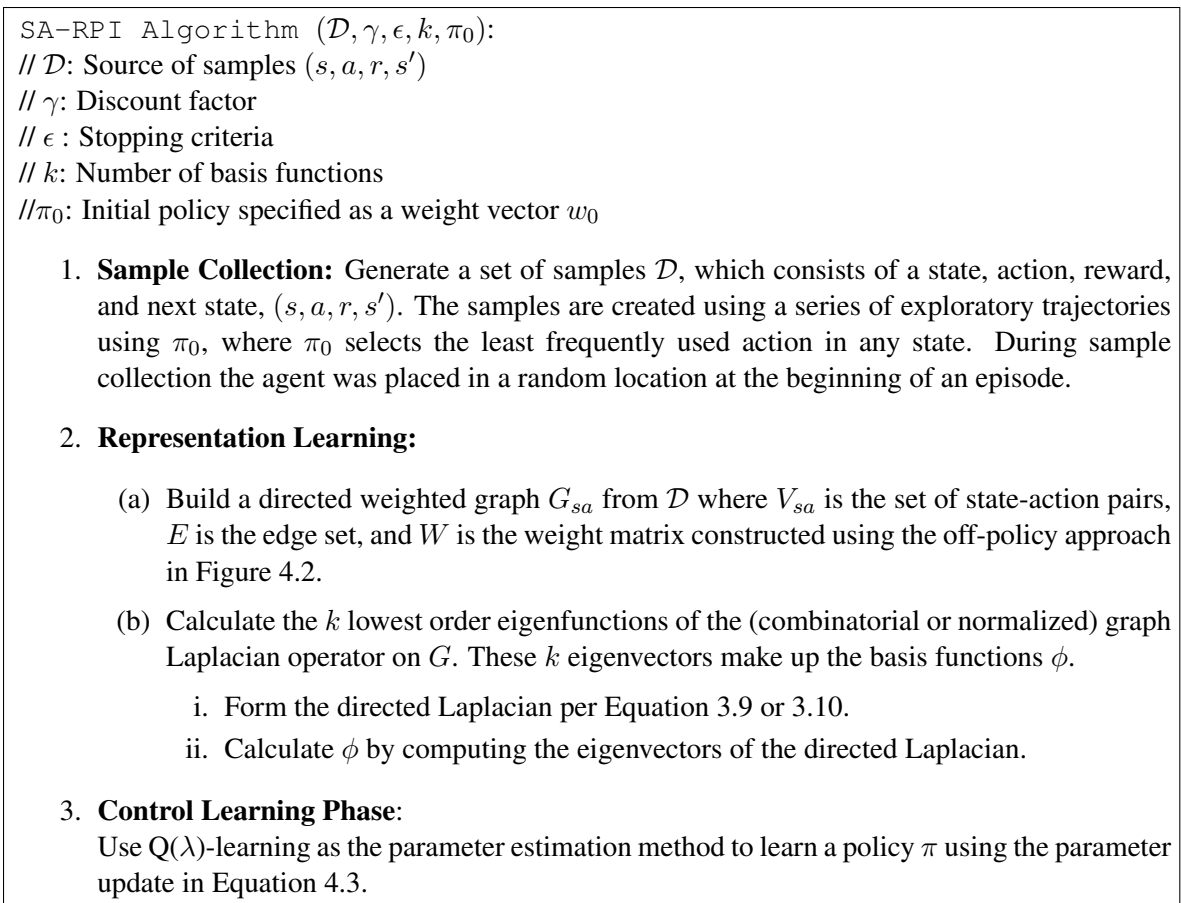 SA-RPI Algorithm (𝒟, γ, ϵ, k, π₀):
// 𝒟: Source of samples (s, a, r, s′)
// γ: Discount factor
// ϵ : Stopping criteria
// k: Number of basis functions
//π₀: Initial policy specified as a weight vector w₀
1. Sample Collection: Generate a set of samples 𝒟, which consists of a state, action, reward,
and next state, (s, a, r, s′). The samples are created using a series of exploratory trajectories
using π₀, where π₀ selects the least frequently used action in any state. During sample
collection the agent was placed in a random location at the beginning of an episode.
2. Representation Learning:
(a) Build a directed weighted graph Gₛₐ from 𝒟 where Vₛₐ is the set of state-action pairs,
E is the edge set, and W is the weight matrix constructed using the off-policy approach
in Figure 4.2.
(b) Calculate the k lowest order eigenfunctions of the (combinatorial or normalized) graph
Laplacian operator on G. These k eigenvectors make up the basis functions ϕ.
i. Form the directed Laplacian per Equation 3.9 or 3.10.
ii. Calculate ϕ by computing the eigenvectors of the directed Laplacian.
3. Control Learning Phase:
Use Q(λ)-learning as the parameter estimation method to learn a policy π using the parameter
update in Equation 4.3.